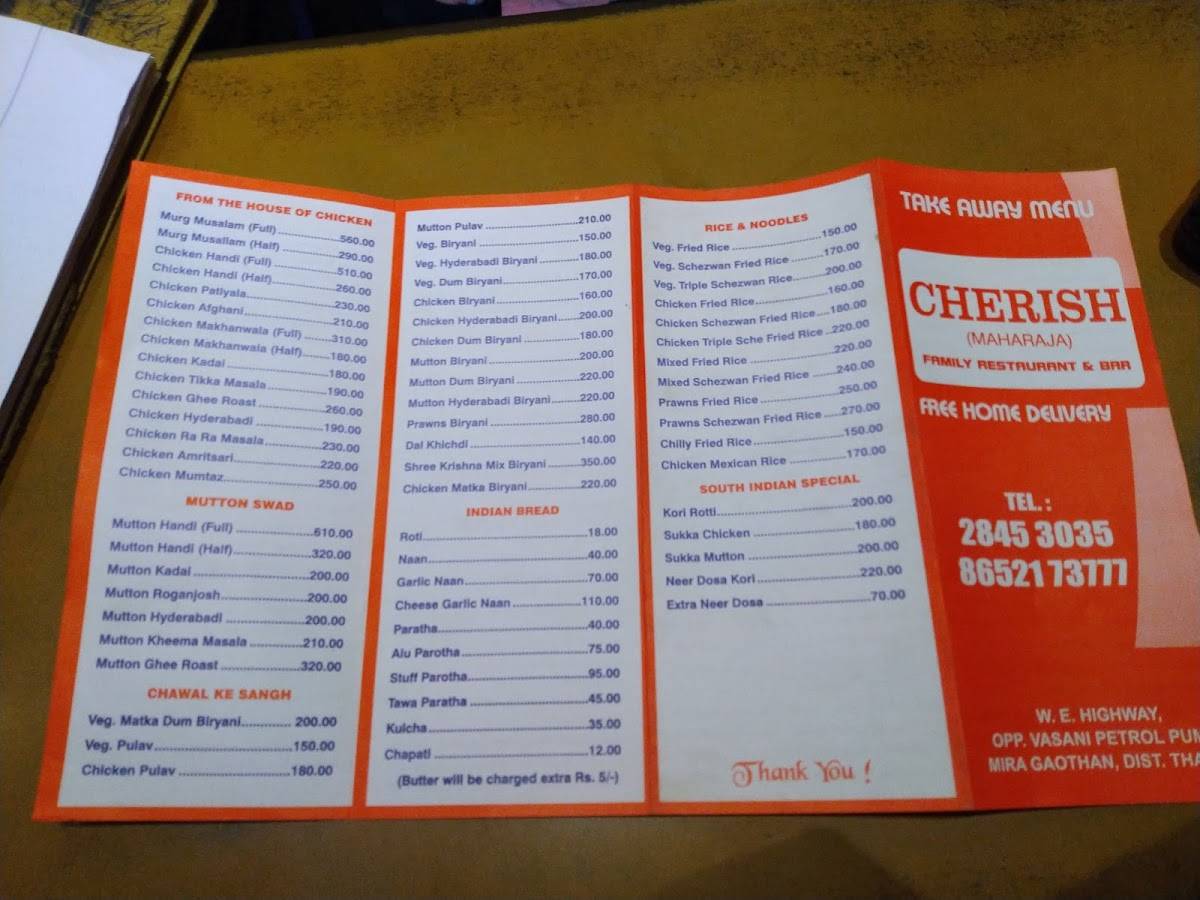 FROM THE HOUSE OF CHICKEN
Murg Musalam (Full) ........................560.00
Murg Musallam (Half) ........................290.00
Chicken Handi (Full) ........................510.00
Chicken Handi (Half) ........................260.00
Chicken Patiyala........................230.00
Chicken Afghani........................210.00
Chicken Makhanwala (Full) ........310.00
Chicken Makhanwala (Half)........180.00
Chicken Kadai ........................180.00
Chicken Tikka Masala................190.00
Chicken Ghee Roast ................260.00
Chicken Hyderabadi ................190.00
Chicken Ra Ra Masala..............230.00
Chicken Amritsari........................220.00
Chicken Mumtaz........................250.00
MUTTON SWAD
Mutton Handi (Full) ....................610.00
Mutton Handi (Half)....................320.00
Mutton Kadai ............................200.00
Mutton Roganjosh......................200.00
Mutton Hyderabadi ....................200.00
Mutton Kheema Masala ..............210.00
Mutton Ghee Roast ....................320.00
CHAWAL KE SANGH
Veg. Matka Dum Biryani............ 200.00
Veg. Pulav..................................150.00
Chicken Pulav ............................180.00
Mutton Pulav ............................210.00
Veg. Biryani ............................150.00
Veg. Hyderabadi Biryani ..........180.00
Veg. Dum Biryani....................170.00
Chicken Biryani ......................160.00
Chicken Hyderabadi Biryani......200.00
Chicken Dum Biryani ..............180.00
Mutton Biryani ........................200.00
Mutton Dum Biryani ................220.00
Mutton Hyderabadi Biryani........220.00
Prawns Biryani ........................280.00
Dal Khichdi ............................140.00
Shree Krishna Mix Biryani ........350.00
Chicken Matka Biryani..............220.00
INDIAN BREAD
Roti........................................18.00
Naan........................................40.00
Garlic Naan..............................70.00
Cheese Garlic Naan ................110.00
Paratha....................................40.00
Alu Parotha..............................75.00
Stuff Parotha............................95.00
Tawa Paratha ..........................45.00
Kulcha....................................35.00
Chapati ..................................12.00
(Butter will be charged extra Rs. 5/-)
RICE & NOODLES
Veg. Fried Rice ......................150.00
Veg. Schezwan Fried Rice ........170.00
Veg. Triple Schezwan Rice........200.00
Chicken Fried Rice..................160.00
Chicken Schezwan Fried Rice....180.00
Chicken Triple Sche Fried Rice ..220.00
Mixed Fried Rice ....................220.00
Mixed Schezwan Fried Rice ......240.00
Prawns Fried Rice ..................250.00
Prawns Schezwan Fried Rice ....270.00
Chilly Fried Rice....................150.00
Chicken Mexican Rice ............170.00
SOUTH INDIAN SPECIAL
Kori Rotti..............................200.00
Sukka Chicken ......................180.00
Sukka Mutton ........................200.00
Neer Dosa Kori......................220.00
Extra Neer Dosa ....................70.00
Thank You !
TAKE AWAY MENU
CHERISH
(MAHARAJA)
FAMILY RESTAURANT & BAR
FREE HOME DELIVERY
TEL. :
2845 3035
86521 73777
W. E. HIGHWAY,
OPP. VASANI PETROL PUM
MIRA GAOTHAN, DIST. THA